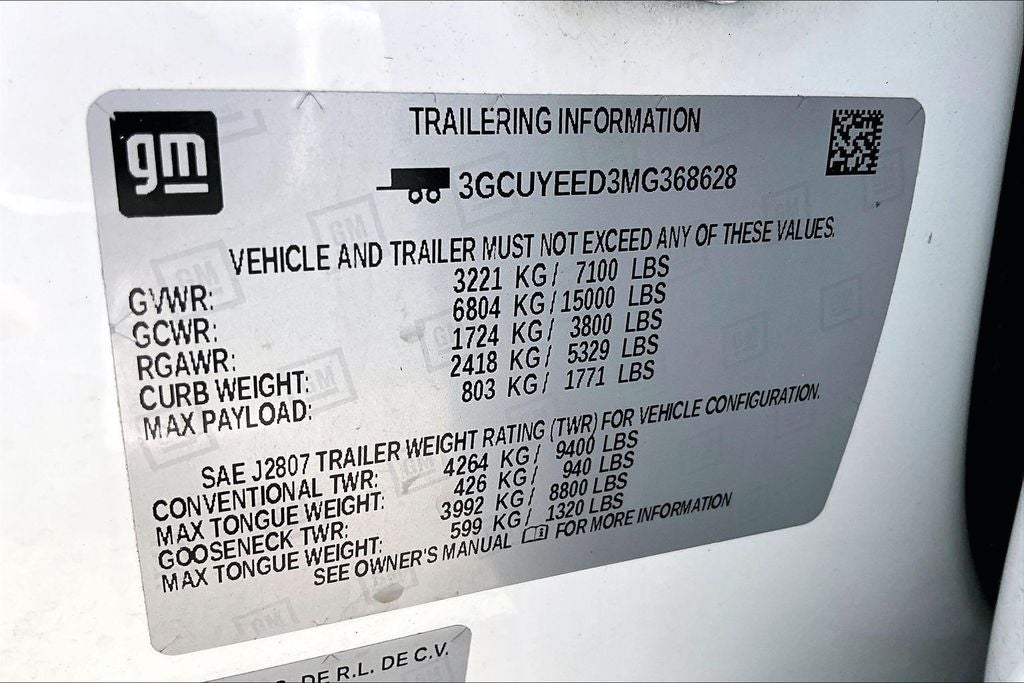 gm
TRAILERING INFORMATION
3GCUYEED3MG368628
VEHICLE AND TRAILER MUST NOT EXCEED ANY OF THESE VALUES.
GVWR: 3221 KG/ 7100 LBS
GCWR: 6804 KG/15000 LBS
RGAWR: 1724 KG/ 3800 LBS
CURB WEIGHT: 2418 KG/ 5329 LBS
MAX PAYLOAD: 803 KG/ 1771 LBS
SAE J2807 TRAILER WEIGHT RATING (TWR) FOR VEHICLE CONFIGURATION.
CONVENTIONAL TWR: 4264 KG/ 9400 LBS
MAX TONGUE WEIGHT: 426 KG/ 940 LBS
GOOSENECK TWR: 3992 KG/ 8800 LBS
MAX TONGUE WEIGHT: 599 KG/ 1320 LBS
SEE OWNER'S MANUAL FOR MORE INFORMATION
DE R.L. DE C.V.